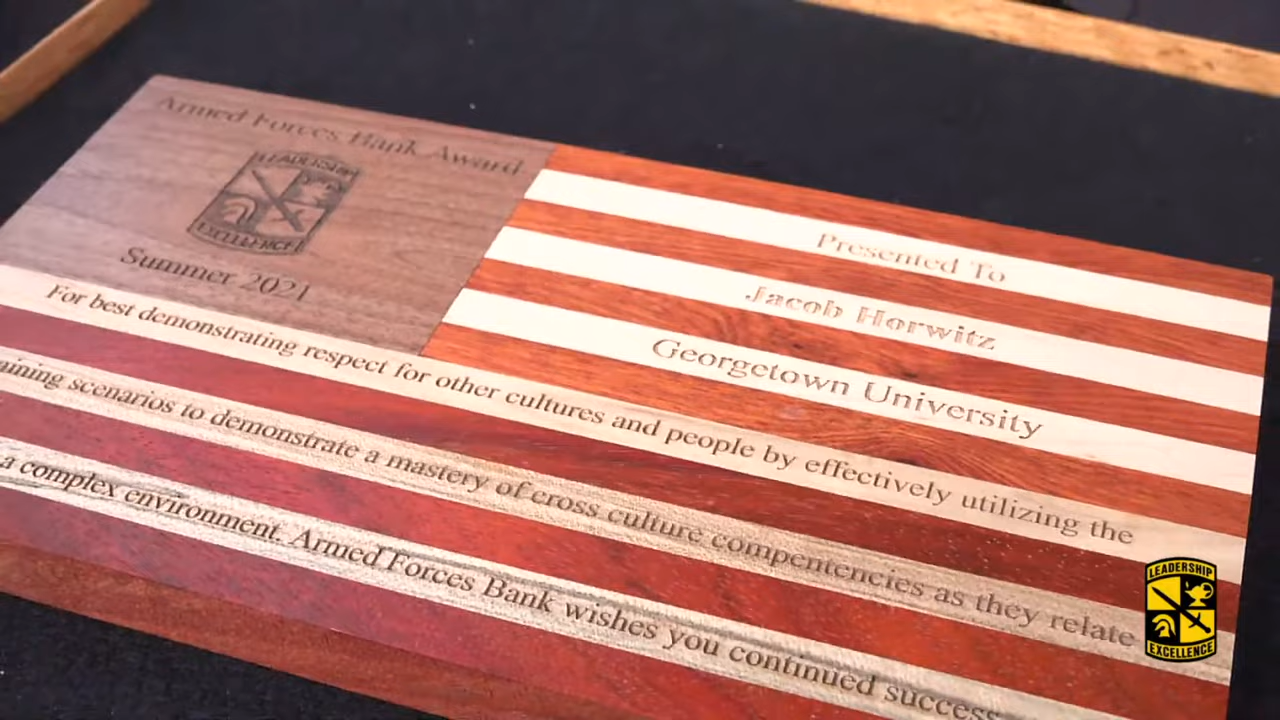 Armed Forces Bank Award
LEADERSHIP
EXCELLENCE
Summer 2021
Presented To
Jacob Horwitz
Georgetown University
For best demonstrating respect for other cultures and people by effectively utilizing the
scenarios to demonstrate a mastery of cross culture compentencies as they relate
a complex environment. Armed Forces Bank wishes you continued success
LEADERSHIP
EXCELLENCE